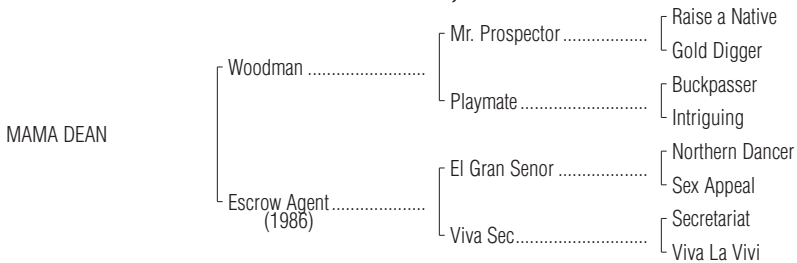 Raise a Native
Mr. Prospector ..................
Gold Digger
Woodman .........................
Buckpasser
Playmate ...........................
Intriguing
MAMA DEAN
Northern Dancer
El Gran Senor ...................
Sex Appeal
Escrow Agent ....................
(1986)
Secretariat
Viva Sec............................
Viva La Vivi